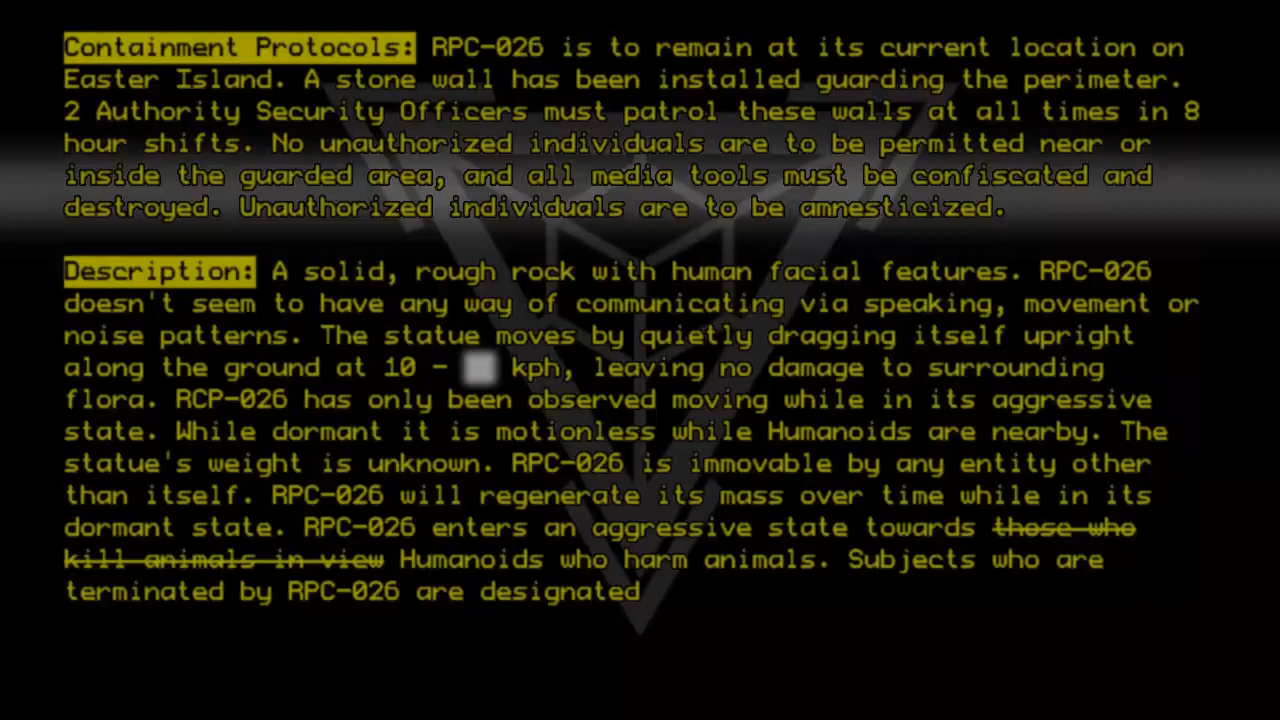 Containment Protocols: RPC-026 is to remain at its current location on
Easter Island. A stone wall has been installed guarding the perimeter.
2 Authority Security Officers must patrol these walls at all times in 8
hour shifts. No unauthorized individuals are to be permitted near or
inside the guarded area, and all media tools must be confiscated and
destroyed. Unauthorized individuals are to be amnesticized.
Description: A solid, rough rock with human facial features. RPC-026
doesn't seem to have any way of communicating via speaking, movement or
noise patterns. The statue moves by quietly dragging itself upright
along the ground at 10 - kph, leaving no damage to surrounding
flora. RCP-026 has only been observed moving while in its aggressive
state. While dormant it is motionless while Humanoids are nearby. The
statue's weight is unknown. RPC-026 is immovable by any entity other
than itself. RPC-026 will regenerate its mass over time while in its
dormant state. RPC-026 enters an aggressive state towards those who
kill animals in view Humanoids who harm animals. Subjects who are
terminated by RPC-026 are designated